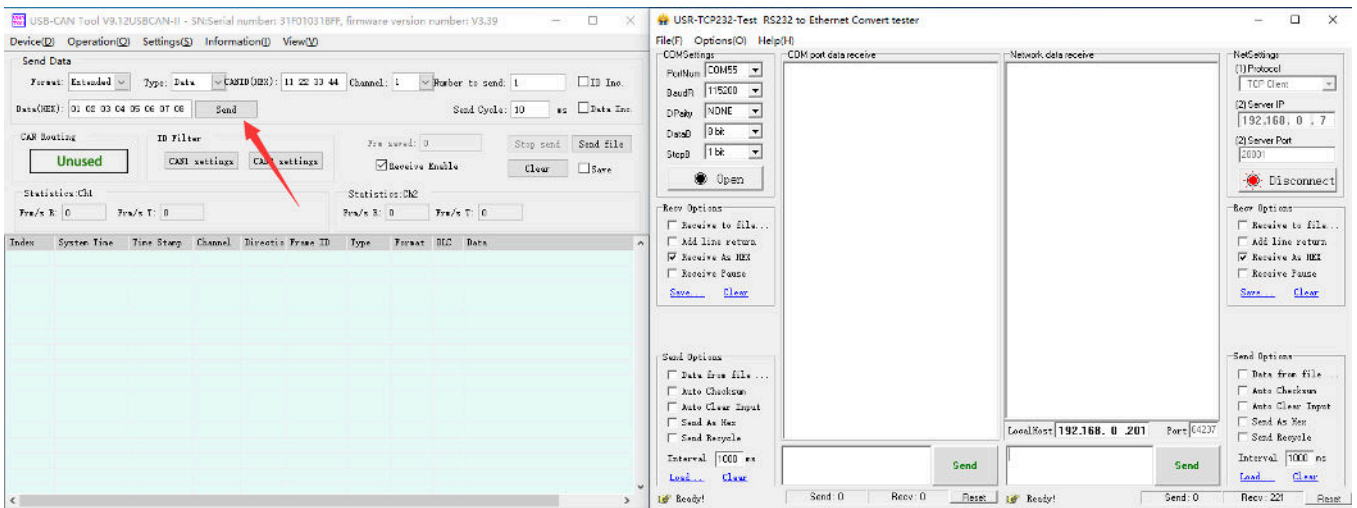 USB-CAN Tool V9.12USBCAN-II - SN:Serial number: 31F010318FF, firmware version number: V3.39
Device(D) Operation(O) Settings(S) Information(I) View(V)
Send Data
Format: Extended Type: Data CANID(HEX): 11 22 33 44 Channel: 1 Number to send: 1 ID Inc.
Data(HEX): 01 02 03 04 05 06 07 08 Send Send Cycle: 10 ms Data Inc.
CAN Routing
Unused
ID Filter
CAN1 settings CAN2 settings
Frm saved: 0 Stop send Send file
Receive Enable Clear Save
Statistics:Ch1
Frm/s R: 0 Frm/s T: 0
Statistics:Ch2
Frm/s R: 0 Frm/s T: 0
Index System Time Time Stamp Channel Directio Frame ID Type Format DLC Data
USR-TCP232-Test RS232 to Ethernet Convert tester
File(F) Options(O) Help(H)
COMSettings
PortNum COM55
BaudR 115200
DParity NONE
DataB 8 bit
StopB 1 bit
Open
Recv Options
Receive to file...
Add line return
Receive As HEX
Receive Pause
Save... Clear
Send Options
Data from file ...
Auto Checksum
Auto Clear Input
Send As Hex
Send Recycle
Interval 1000 ms
Load... Clear
COM port data receive
Send
Ready! Send: 0 Recv: 0 Reset
Network data receive
LocalHost 192.168. 0 .201 Port 64237
Send
Ready! Send: 0 Recv: 221 Reset
NetSettings
(1) Protocol
TCP Client
(2) Server IP
192.168. 0 . 7
(2) Server Port
20001
Disconnect
Recv Options
Receive to file...
Add line return
Receive As HEX
Receive Pause
Save... Clear
Send Options
Data from file ...
Auto Checksum
Auto Clear Input
Send As Hex
Send Recycle
Interval 1000 ms
Load... Clear